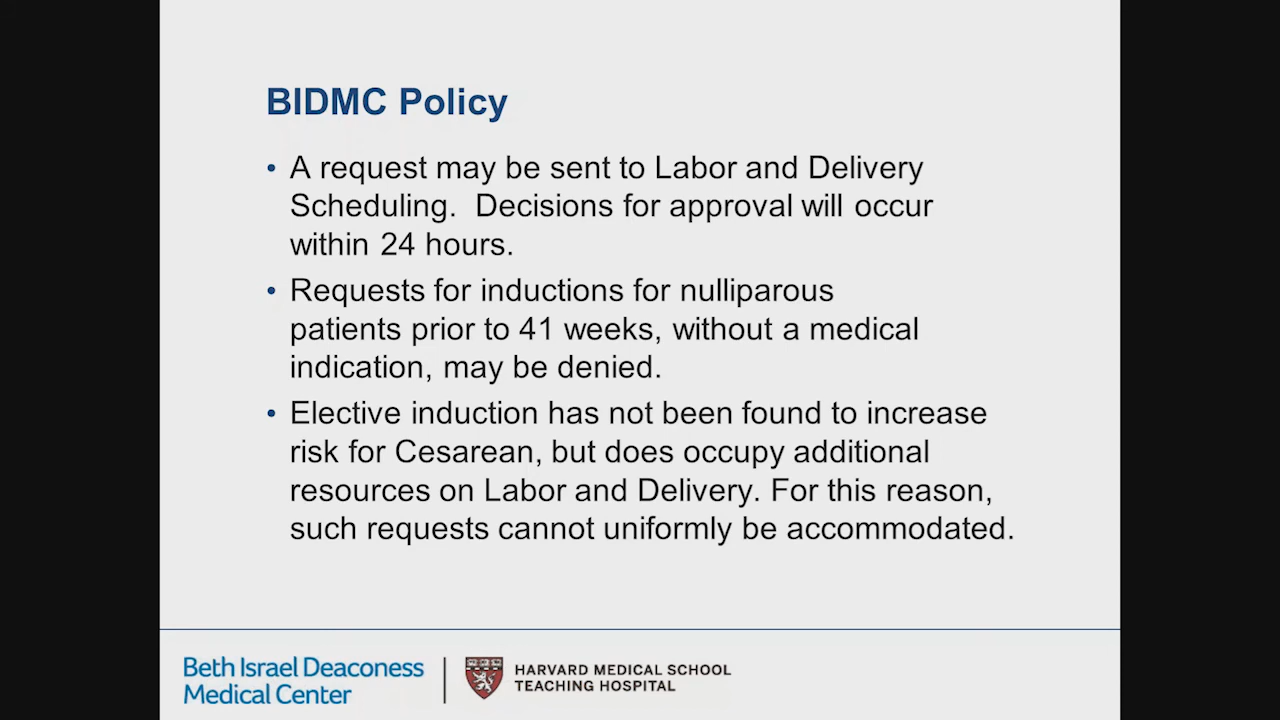 BIDMC Policy
• A request may be sent to Labor and Delivery
Scheduling.  Decisions for approval will occur
within 24 hours.
• Requests for inductions for nulliparous
patients prior to 41 weeks, without a medical
indication, may be denied.
• Elective induction has not been found to increase
risk for Cesarean, but does occupy additional
resources on Labor and Delivery. For this reason,
such requests cannot uniformly be accommodated.
Beth Israel Deaconess
Medical Center
HARVARD MEDICAL SCHOOL
TEACHING HOSPITAL